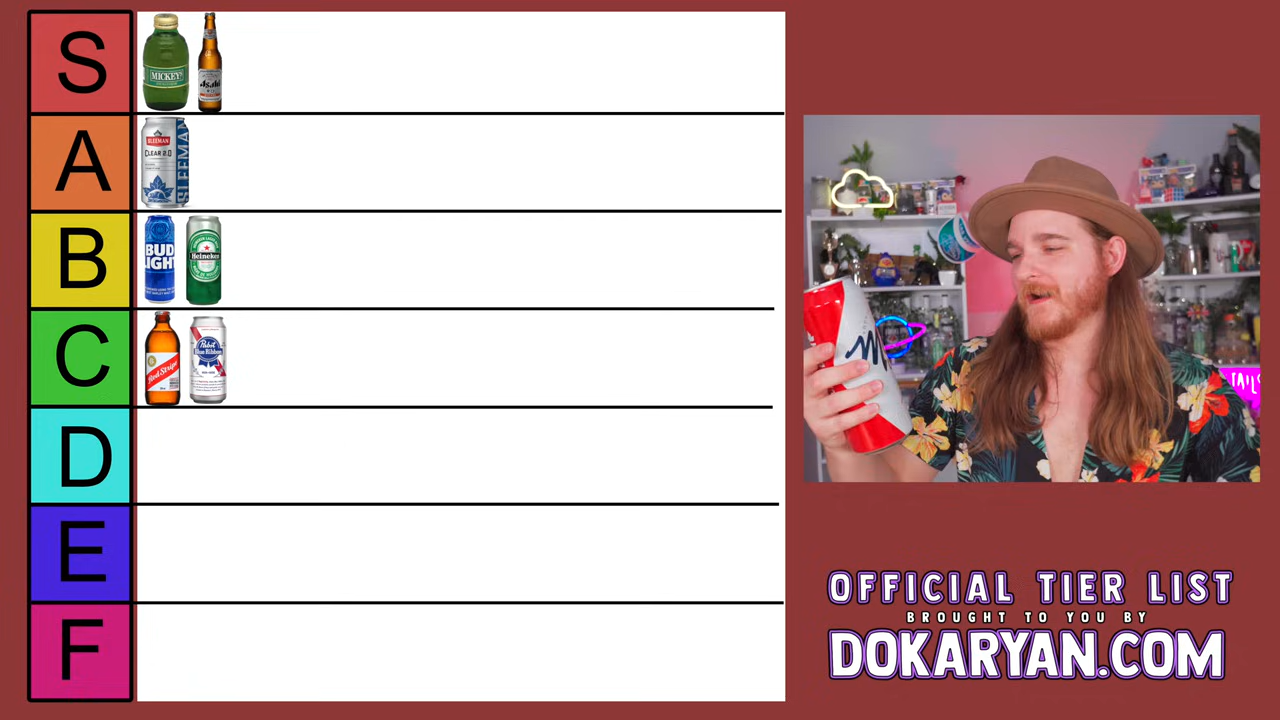 S
MICKEY'S
Asahi
A
SLEEMAN
CLEAR 2.0
SLEEMAN
B
BUD
LIGHT
Heineken
C
Red Stripe
Pabst
Blue Ribbon
D
E
F
OFFICIAL TIER LIST
BROUGHT TO YOU BY
DOKARYAN.COM